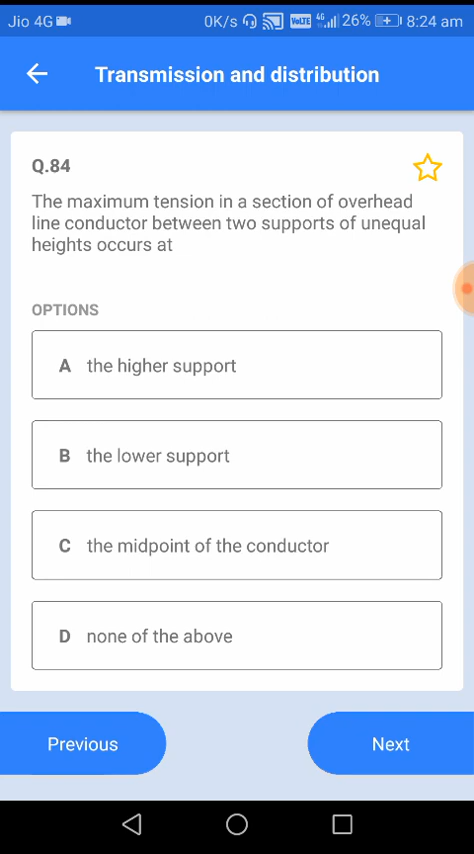 Jio 4G 0K/s VoLTE 4G 26% 8:24 am
Transmission and distribution
Q.84
The maximum tension in a section of overhead
line conductor between two supports of unequal
heights occurs at
OPTIONS
A the higher support
B the lower support
C the midpoint of the conductor
D none of the above
Previous Next